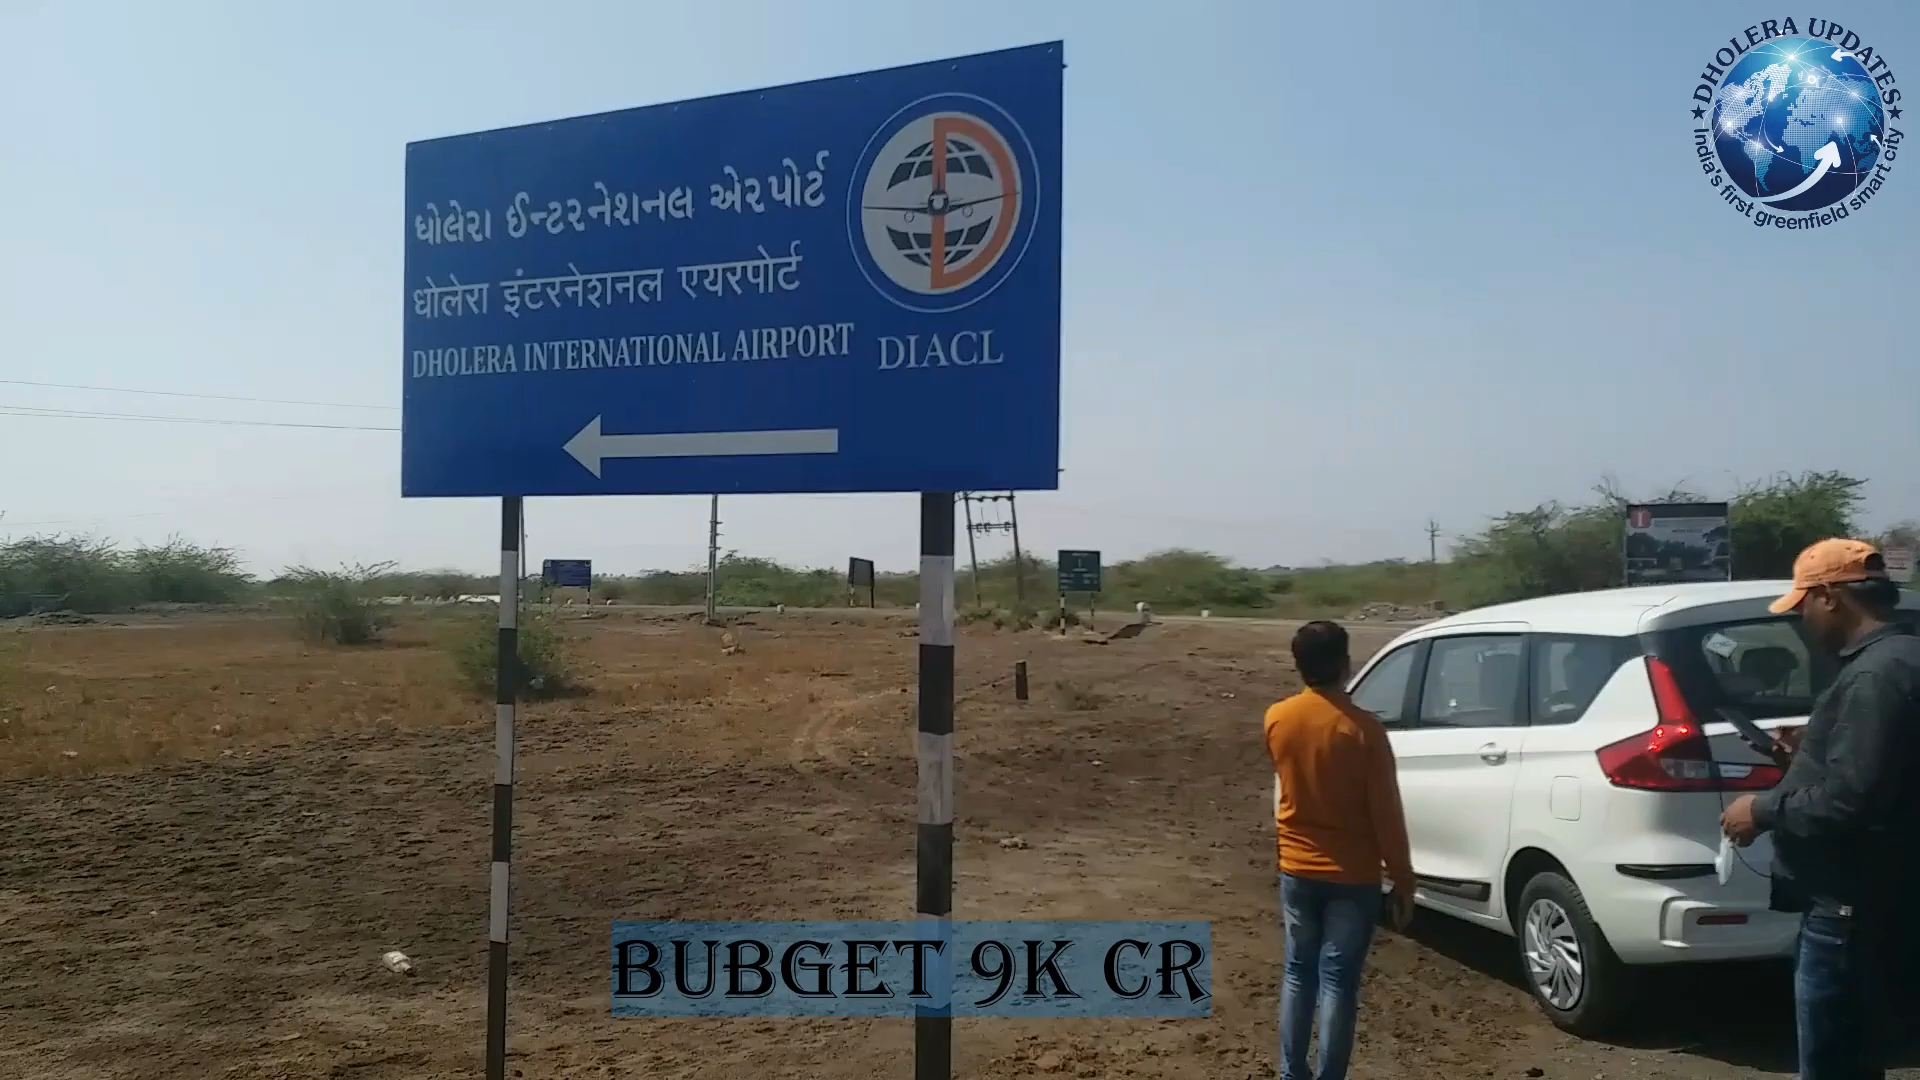 ધોલેરા ઈન્ટરનેશનલ એરપોર્ટ
धोलेरा इंटरनेशनल एयरपोर्ट
DHOLERA INTERNATIONAL AIRPORT
DIACL
DHOLERA UPDATES
India's first greenfield smart city
BUBGET 9K CR